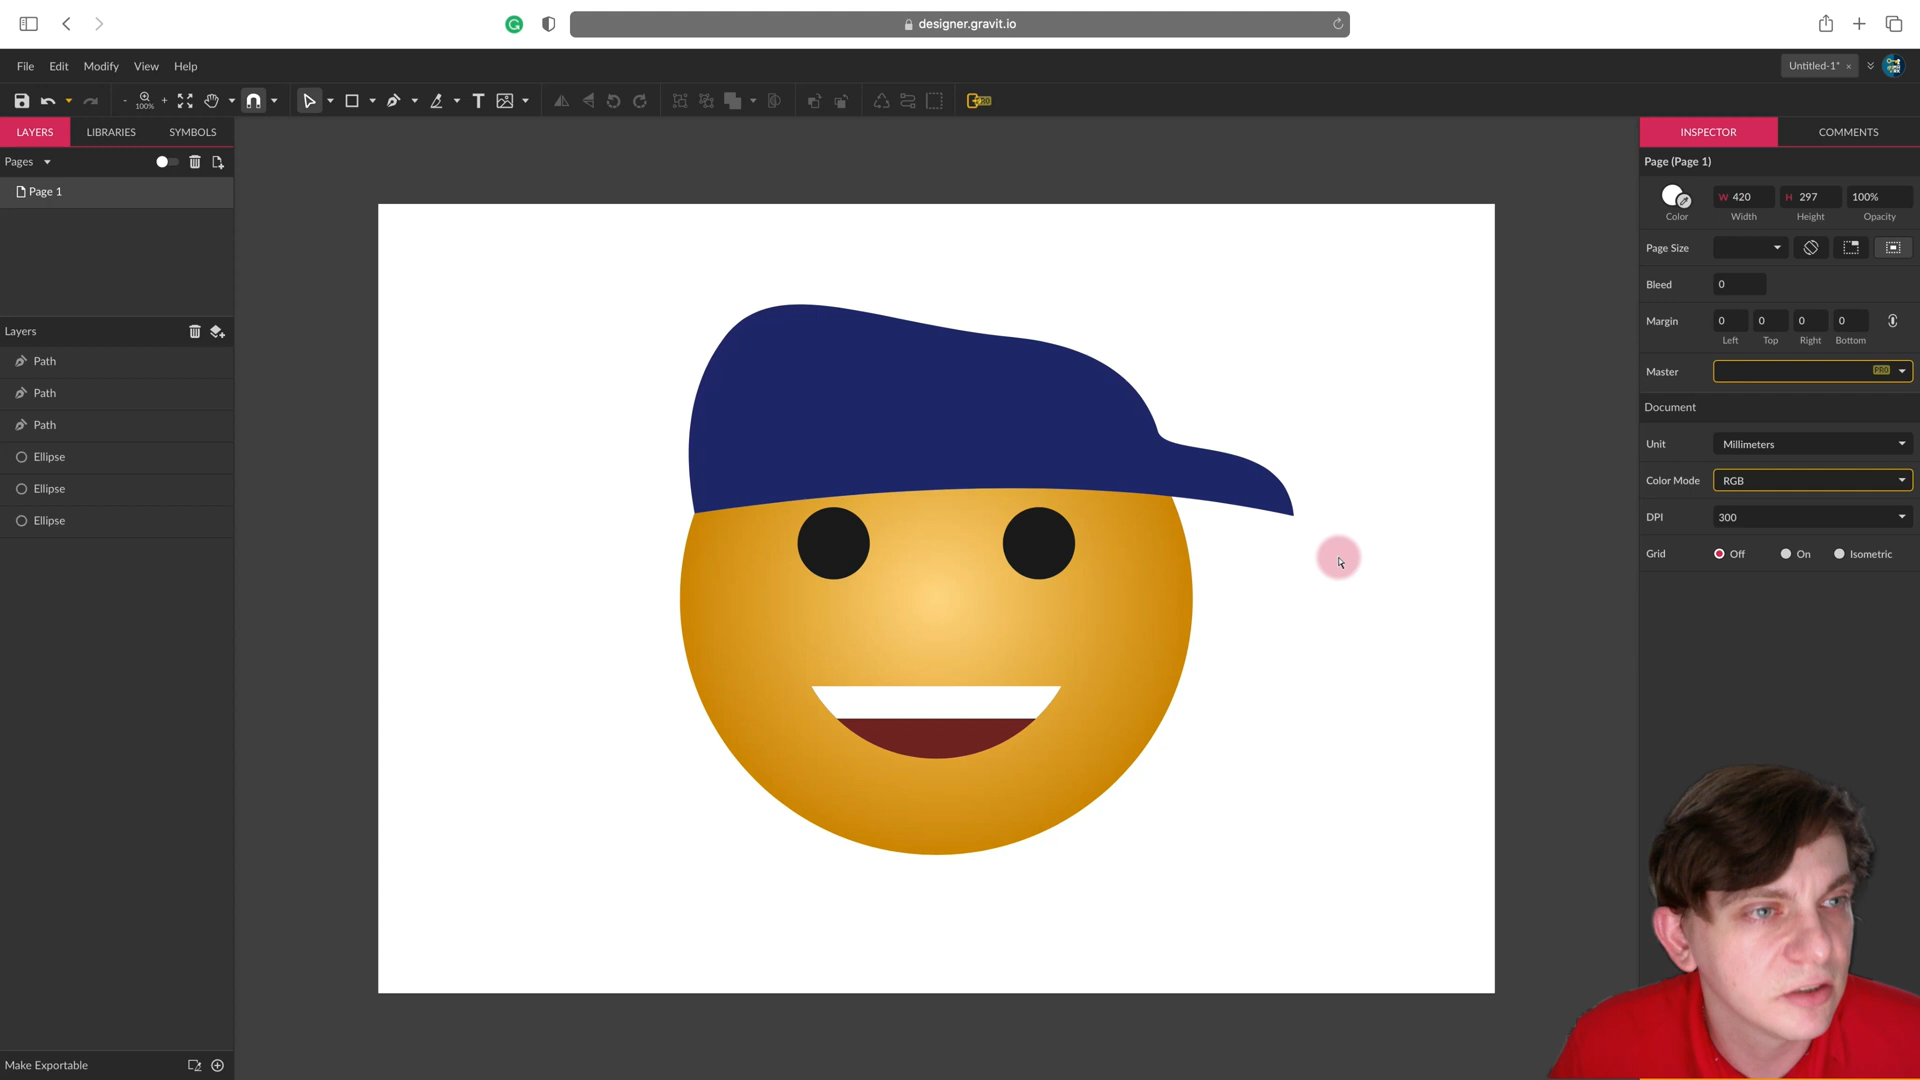 designer.gravit.io
File Edit Modify View Help
Untitled-1* ×
- 100% +
T
PRO
LAYERS LIBRARIES SYMBOLS
INSPECTOR COMMENTS
Pages
Page (Page 1)
Page 1
W 420 H 297 100%
Color Width Height Opacity
Page Size
Bleed 0
Layers
Margin 0 0 0 0
Left Top Right Bottom
Path
Master PRO
Path
Document
Path
Unit Millimeters
Ellipse
Color Mode RGB
Ellipse
DPI 300
Ellipse
Grid Off On Isometric
Make Exportable